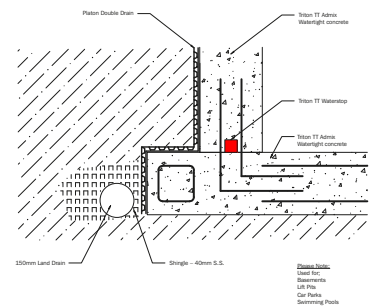 Platon Double Drain
Triton TT Admix
Watertight concrete
Triton TT Waterstop
Triton TT Admix
Watertight concrete
150mm Land Drain
Shingle – 40mm S.S.
Please Note:
Used for;
Basements
Lift Pits
Car Parks
Swimming Pools